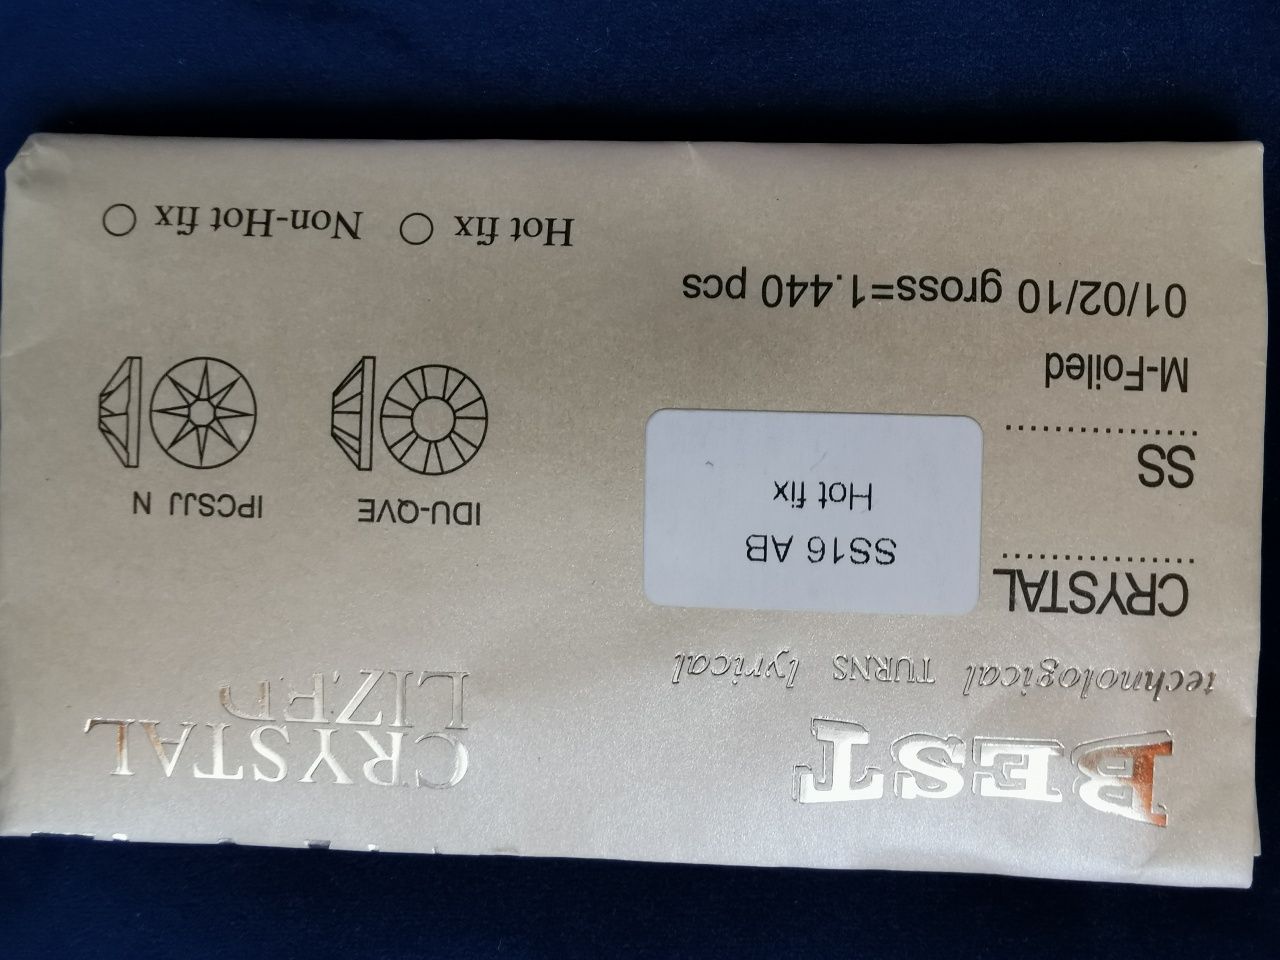 BEST
technological TURNS lyrical
CRYSTAL
LIZED
CRYSTAL
SS16 AB
Hot fix
SS
M-Foiled
01/02/10 gross=1.440 pcs
IDU-QVE
IPCSJJ N
Hot fix
Non-Hot fix